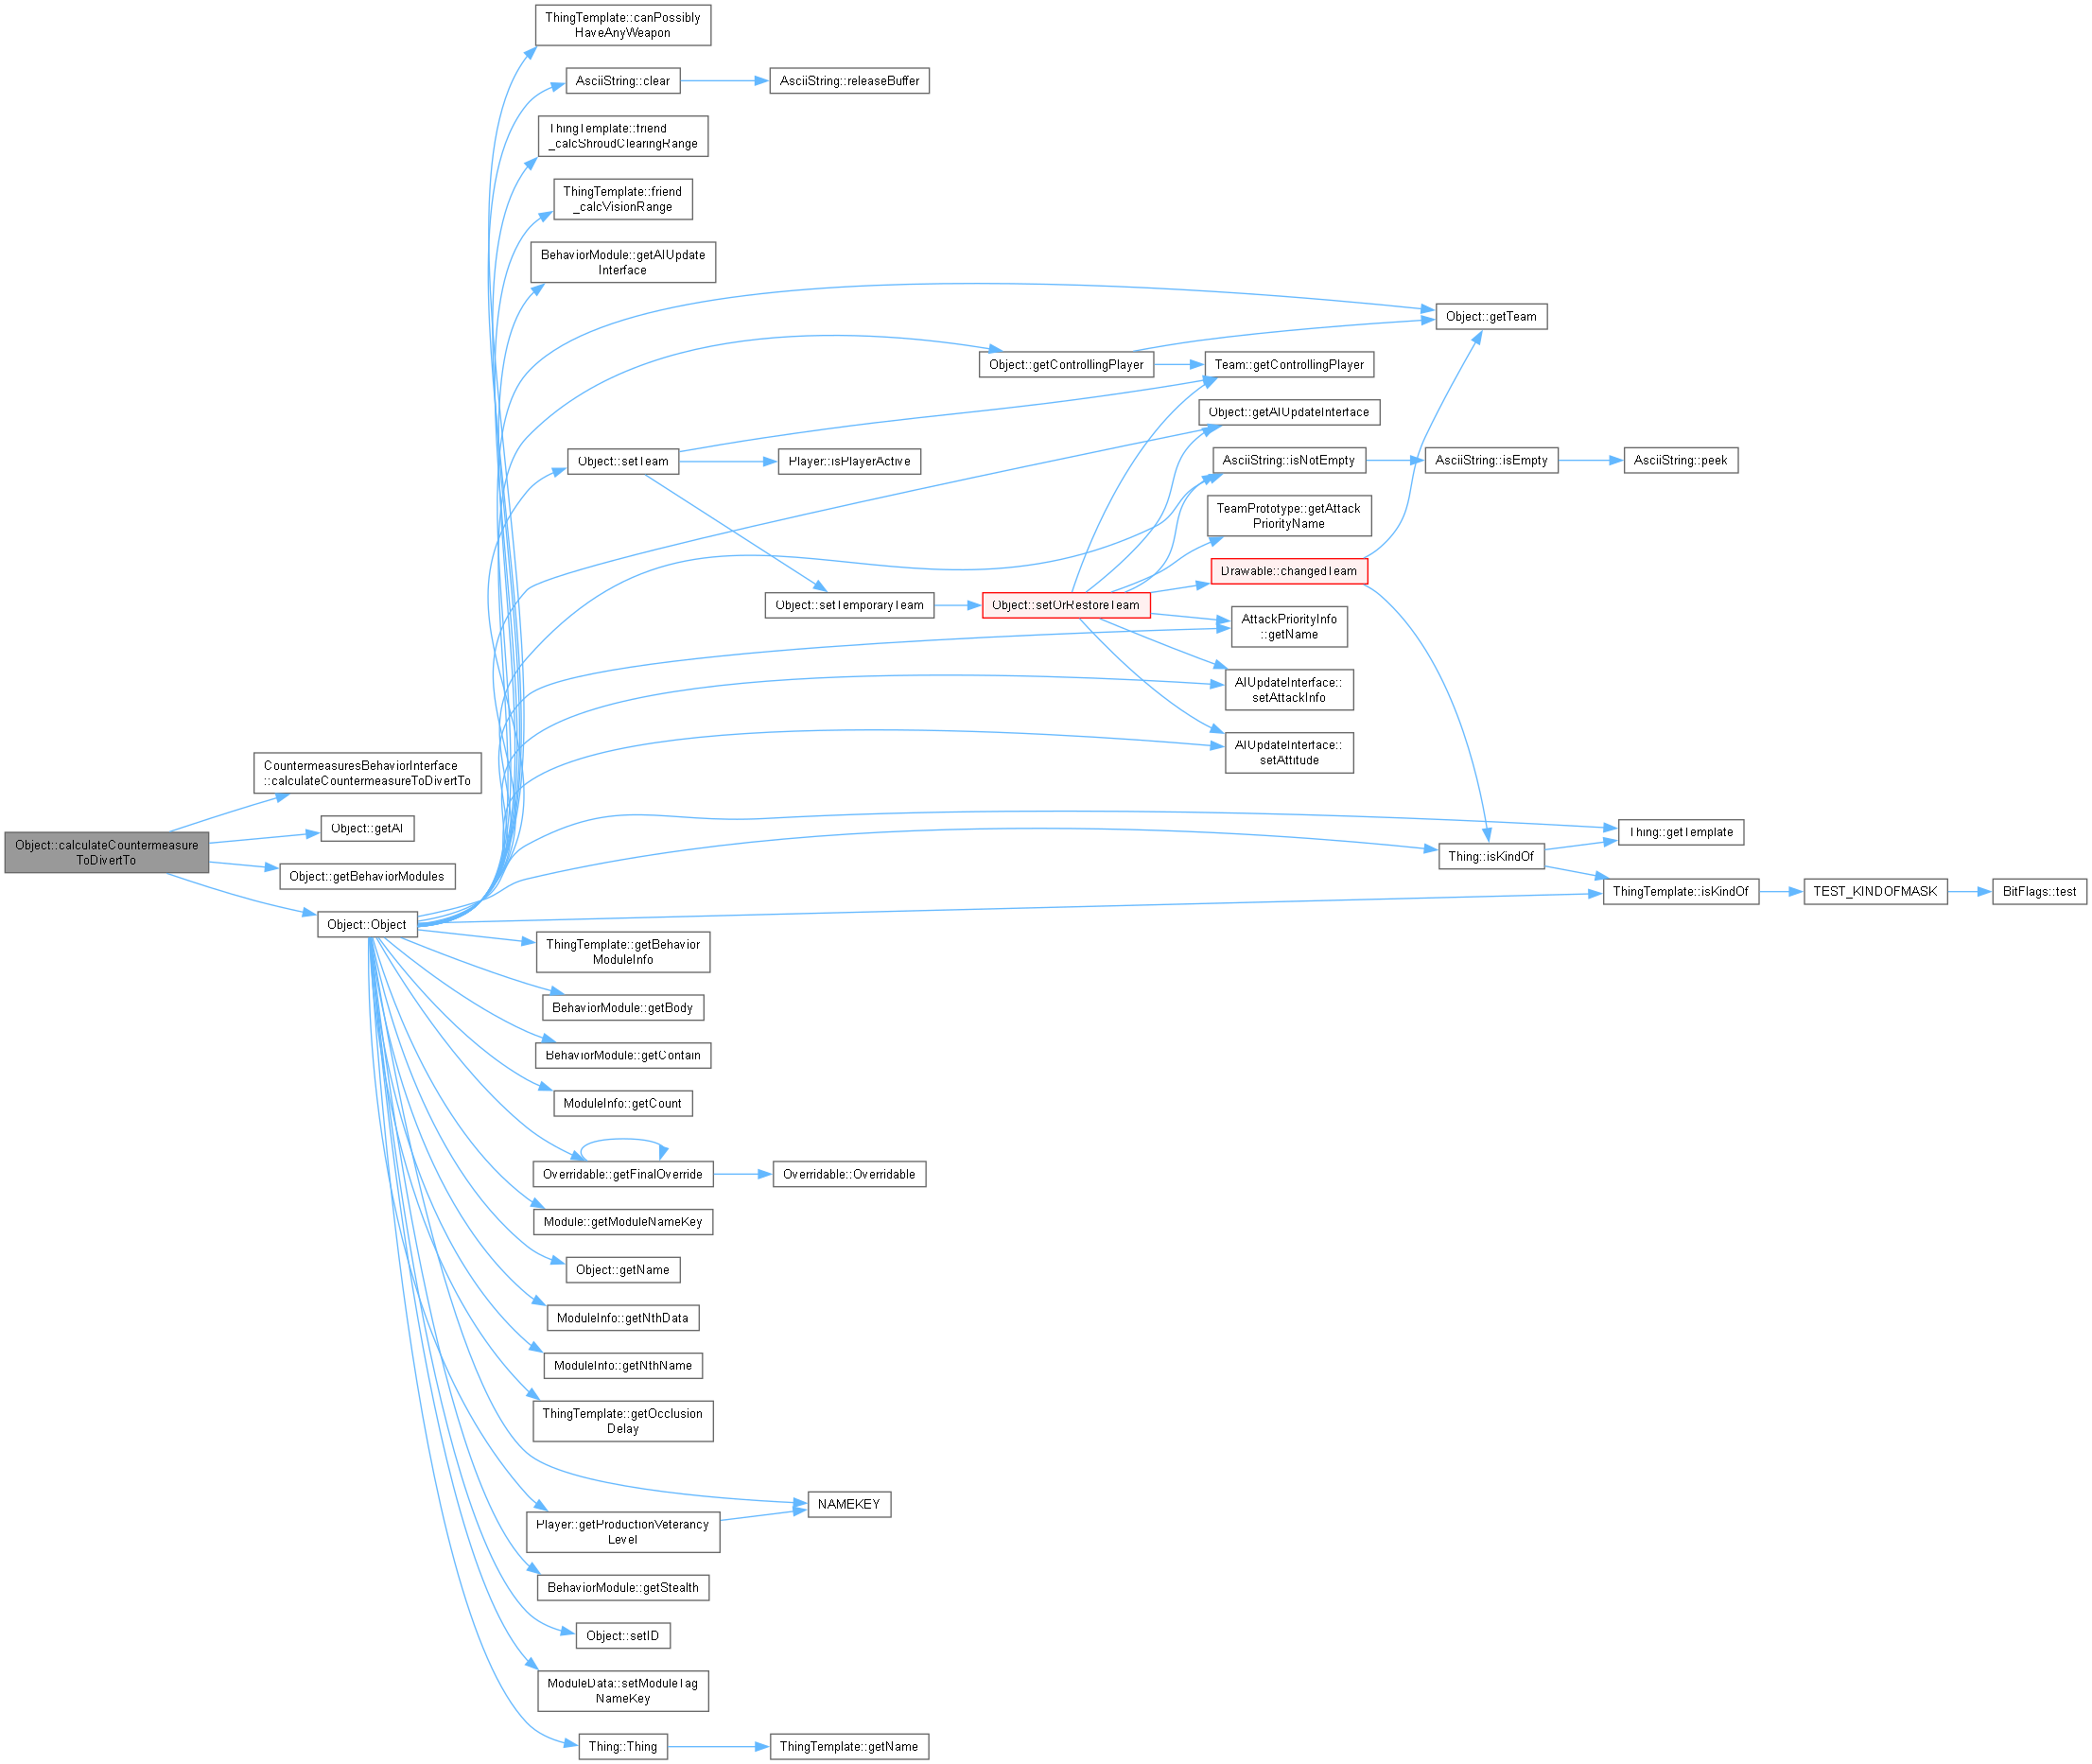 ThingTemplate::canPossibly
HaveAnyWeapon
AsciiString::clear
AsciiString::releaseBuffer
ThingTemplate::friend
_calcShroudClearingRange
ThingTemplate::friend
_calcVisionRange
BehaviorModule::getAIUpdate
Interface
Object::getTeam
Object::getControllingPlayer
Team::getControllingPlayer
Object::getAIUpdateInterface
Object::setTeam
Player::isPlayerActive
AsciiString::isNotEmpty
AsciiString::isEmpty
AsciiString::peek
TeamPrototype::getAttack
PriorityName
Drawable::changedTeam
Object::setTemporaryTeam
Object::setOrRestoreTeam
AttackPriorityInfo
::getName
AIUpdateInterface::
setAttackInfo
AIUpdateInterface::
setAttitude
CountermeasuresBehaviorInterface
::calculateCountermeasureToDivertTo
Object::getAI
Thing::getTemplate
Object::calculateCountermeasure
ToDivertTo
Thing::isKindOf
Object::getBehaviorModules
ThingTemplate::isKindOf
TEST_KINDOFMASK
BitFlags::test
Object::Object
ThingTemplate::getBehavior
ModuleInfo
BehaviorModule::getBody
BehaviorModule::getContain
ModuleInfo::getCount
Overridable::getFinalOverride
Overridable::Overridable
Module::getModuleNameKey
Object::getName
ModuleInfo::getNthData
ModuleInfo::getNthName
ThingTemplate::getOcclusion
Delay
NAMEKEY
Player::getProductionVeterancy
Level
BehaviorModule::getStealth
Object::setID
ModuleData::setModuleTag
NameKey
Thing::Thing
ThingTemplate::getName